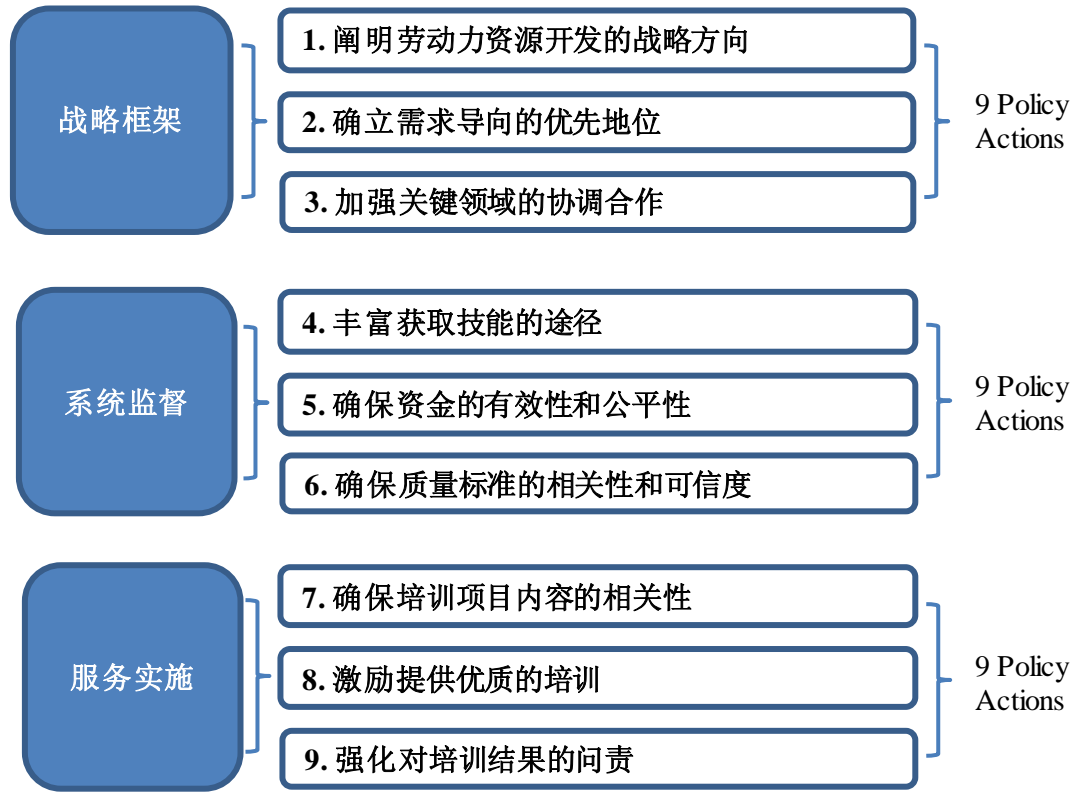 战略框架
1. 阐明劳动力资源开发的战略方向
2. 确立需求导向的优先地位
3. 加强关键领域的协调合作
9 Policy
Actions
系统监督
4. 丰富获取技能的途径
5. 确保资金的有效性和公平性
6. 确保质量标准的相关性和可信度
9 Policy
Actions
服务实施
7. 确保培训项目内容的相关性
8. 激励提供优质的培训
9. 强化对培训结果的问责
9 Policy
Actions